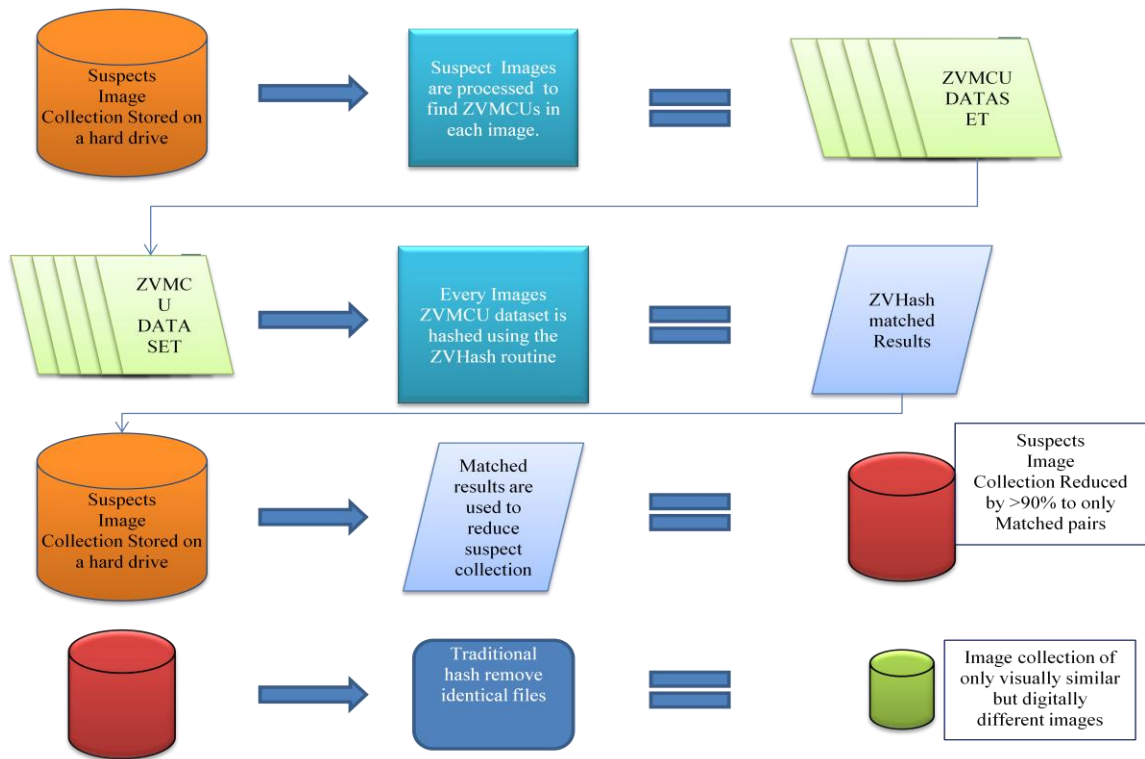 Suspects
Image
Collection Stored on
a hard drive
Suspect Images
are processed to
find ZVMCUs in
each image.
ZVMCU
DATAS
ET
ZVMC
U
DATA
SET
Every Images
ZVMCU dataset is
hashed using the
ZVHash routine
ZVHash
matched
Results
Suspects
Image
Collection Stored on
a hard drive
Matched
results are
used to
reduce
suspect
collection
Suspects
Image
Collection Reduced
by >90% to only
Matched pairs
Traditional
hash remove
identical files
Image collection of
only visually similar
but digitally
different images